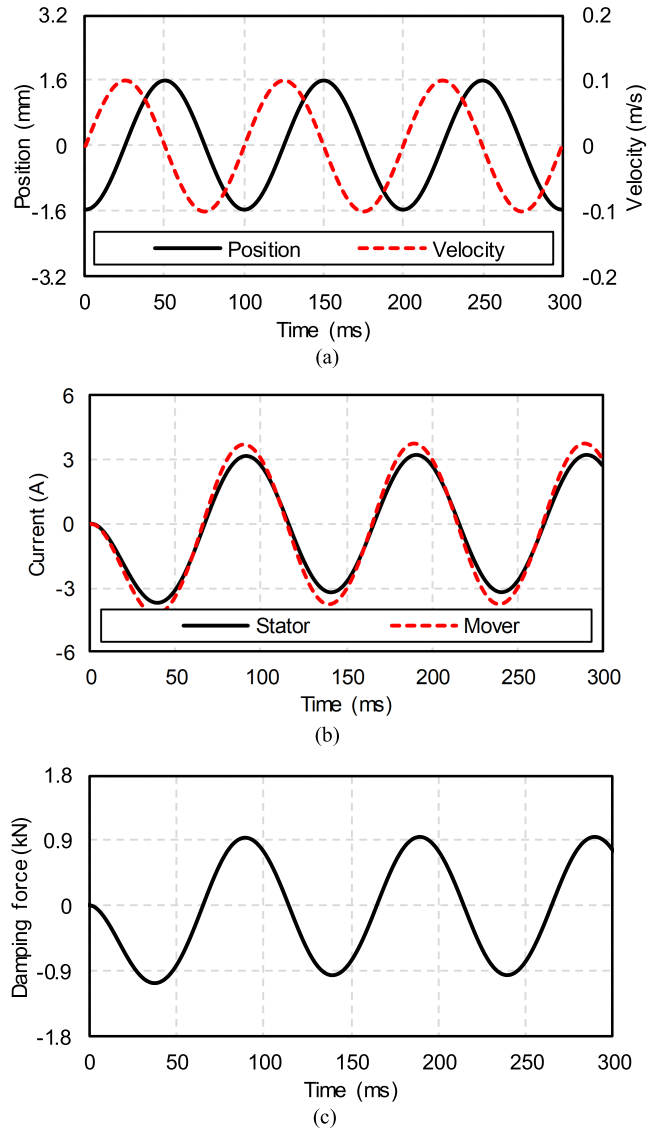 3.2
0.2
1.6
0.1
0
0
-1.6
-0.1
-3.2
-0.2
Position (mm)
Velocity (m/s)
Position
Velocity
0
50
100
150
200
250
300
Time (ms)
(a)
6
3
0
-3
-6
Current (A)
Stator
Mover
0
50
100
150
200
250
300
Time (ms)
(b)
1.8
0.9
0
-0.9
-1.8
Damping force (kN)
0
50
100
150
200
250
300
Time (ms)
(c)